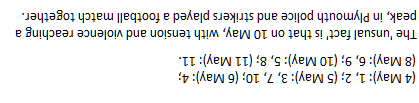 (4 May): 1, 2; (5 May): 3, 7, 10; (6 May): 4;
(8 May): 6, 9; (10 May): 5, 8; (11 May): 11.
The 'unusual fact' is that on 10 May, with tension and violence reaching a
peak, in Plymouth police and strikers played a football match together.